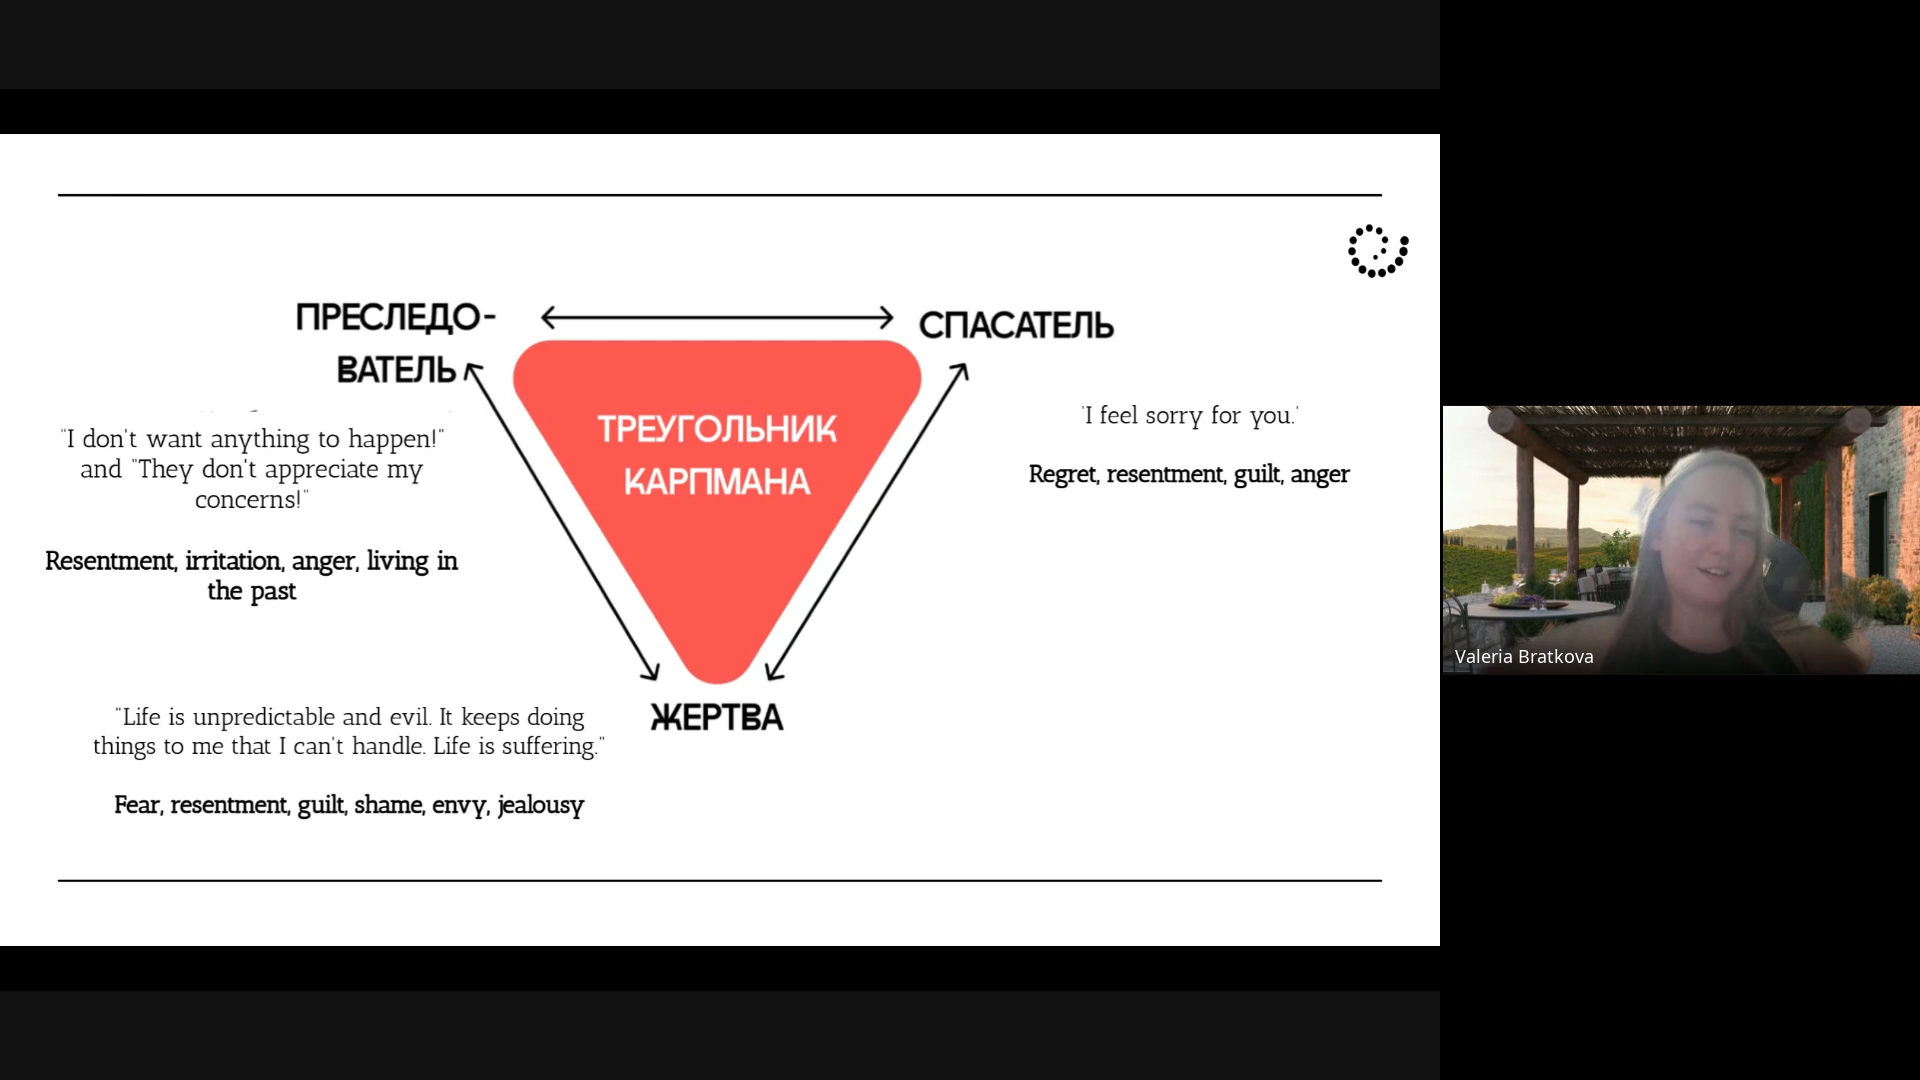 ПРЕСЛЕДО-
ВАТЕЛЬ
СПАСАТЕЛЬ
ТРЕУГОЛЬНИК
КАРПМАНА
"I don't want anything to happen!"
and "They don't appreciate my
concerns!"
Resentment, irritation, anger, living in
the past
'I feel sorry for you.'
Regret, resentment, guilt, anger
ЖЕРТВА
"Life is unpredictable and evil. It keeps doing
things to me that I can't handle. Life is suffering."
Fear, resentment, guilt, shame, envy, jealousy
Valeria Bratkova